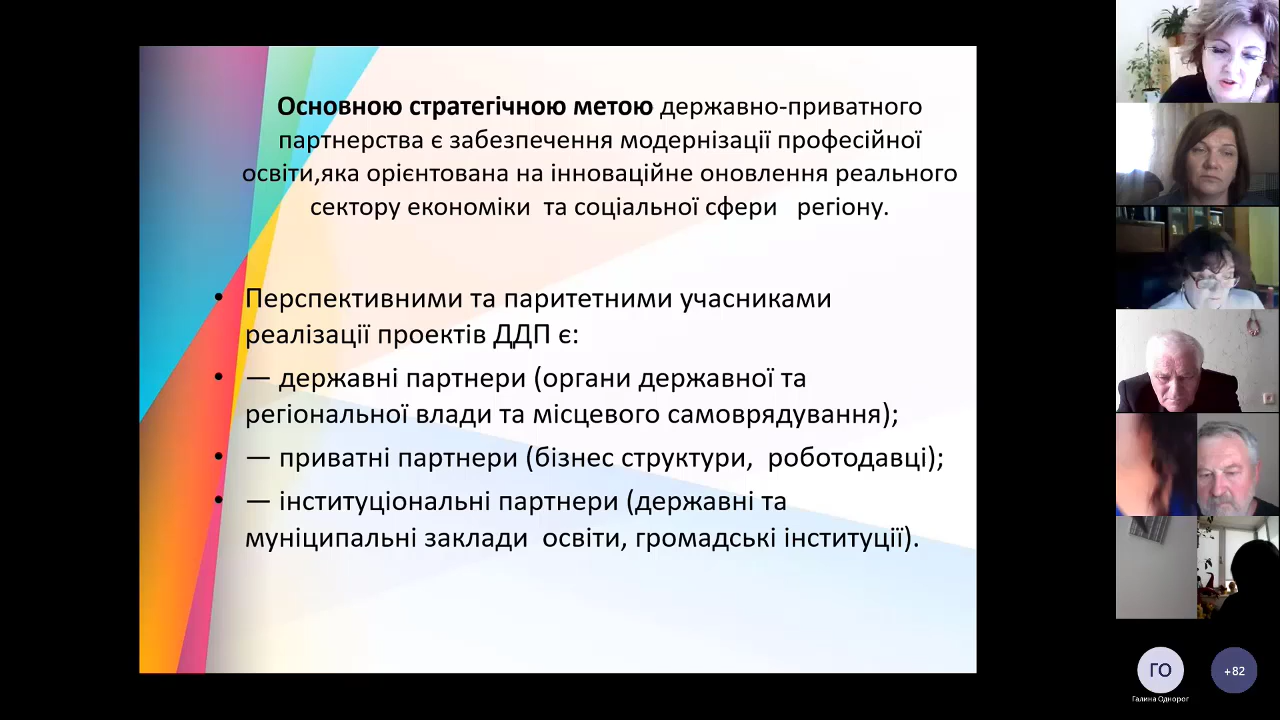 Основною стратегічною метою державно-приватного
партнерства є забезпечення модернізації професійної
освіти,яка орієнтована на інноваційне оновлення реального
сектору економіки та соціальної сфери регіону.
• Перспективними та паритетними учасниками
реалізації проектів ДДП є:
• — державні партнери (органи державної та
регіональної влади та місцевого самоврядування);
• — приватні партнери (бізнес структури, роботодавці);
• — інституціональні партнери (державні та
муніципальні заклади освіти, громадські інституції).
ГО
+82
Галина Однорог